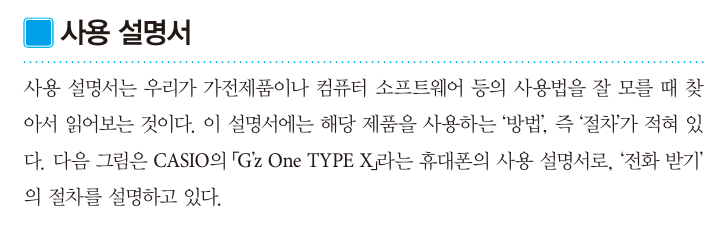 사용 설명서
사용 설명서는 우리가 가전제품이나 컴퓨터 소프트웨어 등의 사용법을 잘 모를 때 찾
아서 읽어보는 것이다. 이 설명서에는 해당 제품을 사용하는 ‘방법’, 즉 ‘절차’가 적혀 있
다. 다음 그림은 CASIO의 「G’z One TYPE X」라는 휴대폰의 사용 설명서로, ‘전화 받기’
의 절차를 설명하고 있다.